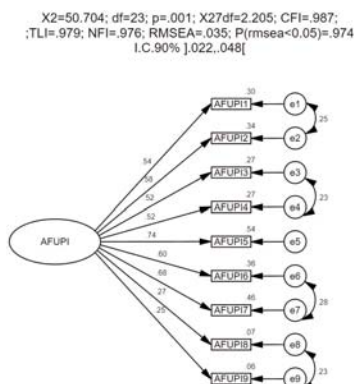 X2=50.704; df=23; p=.001; X27df=2.205; CFI=.987;
;TLI=.979; NFI=.976; RMSEA=.035; P(rmsea<0.05)=.974
I.C.90% ].022,.048[
30
AFUPI1
e1
25
54
34
AFUPI2
e2
58
27
AFUPI3
e3
52
23
27
AFUPI4
e4
52
AFUPI
74
54
AFUPI5
e5
60
36
AFUPI6
e6
68
28
46
AFUPI7
e7
27
07
AFUPI8
e8
25
23
06
AFUPI9
e9